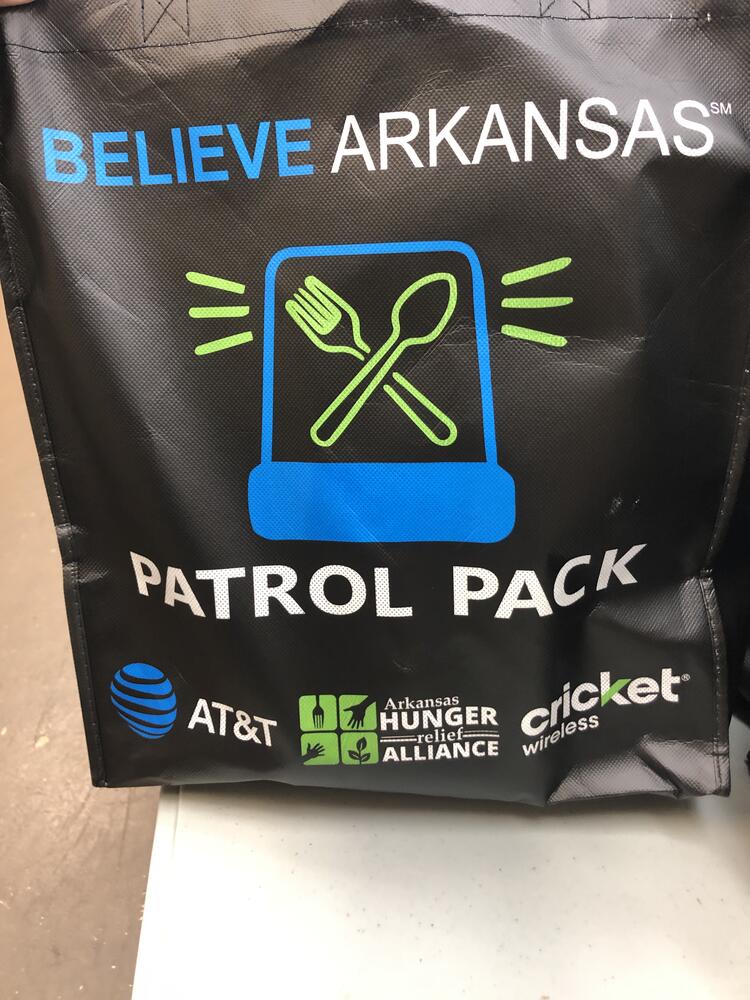 BELIEVE ARKANSAS℠
PATROL PACK
AT&T
Arkansas
HUNGER
relief
ALLIANCE
cricket®
wireless